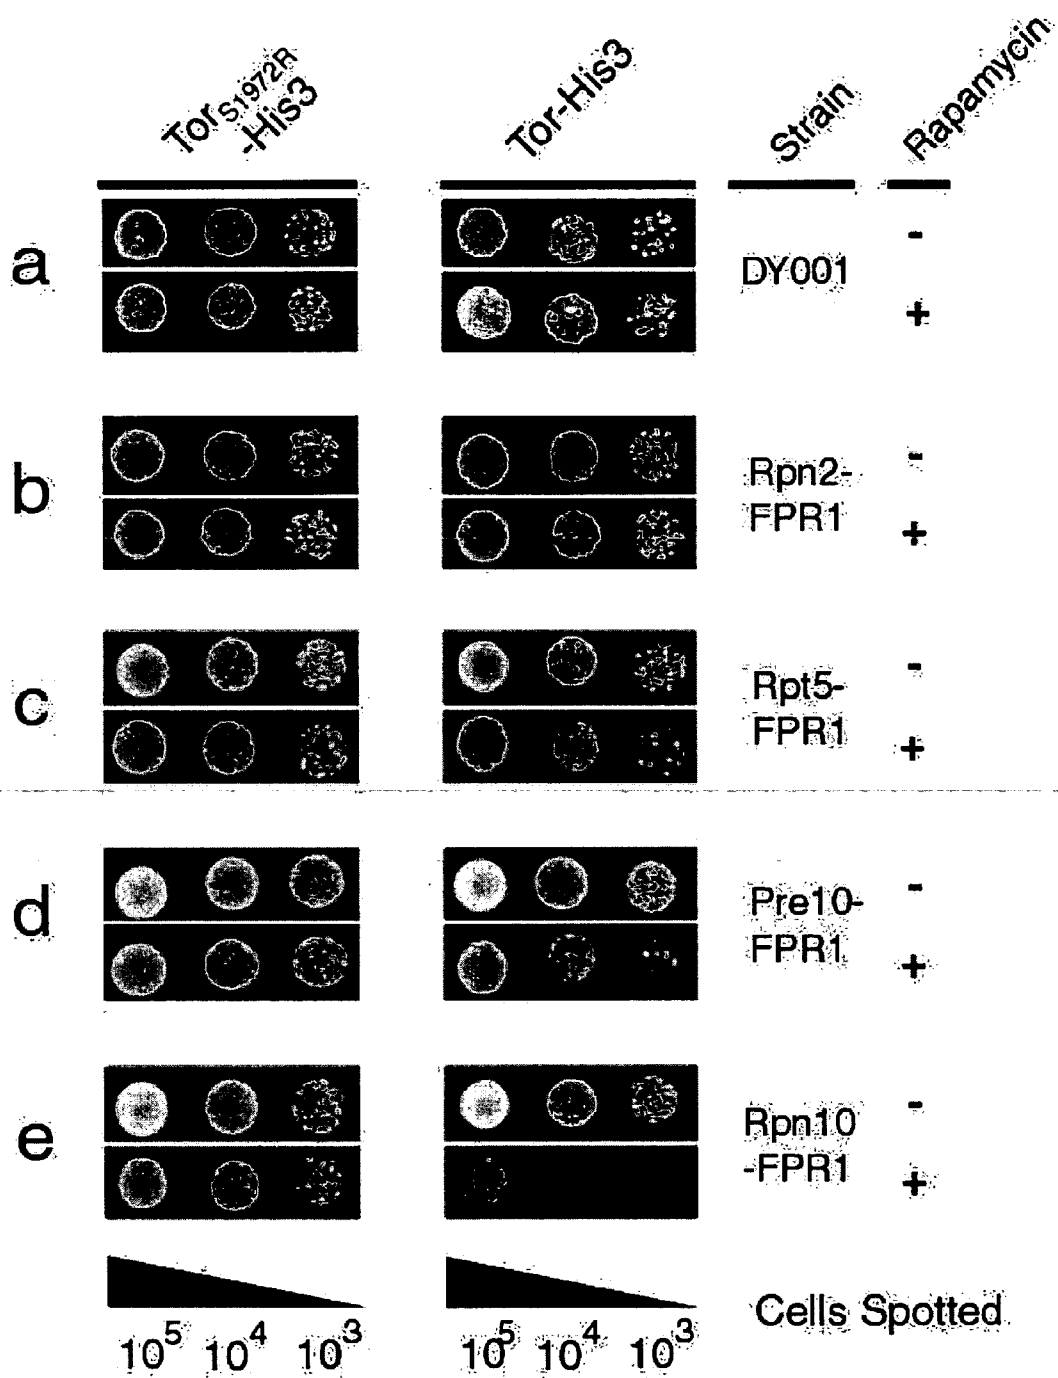 Tor S1972R
-His3
Tor-His3
Strain
Rapamycin
a
DY001
-
+
b
Rpn2-
FPR1
-
+
c
Rpt5-
FPR1
-
+
d
Pre10-
FPR1
-
+
e
Rpn10
-FPR1
-
+
Cells Spotted
10^5 10^4 10^3 10^5 10^4 10^3